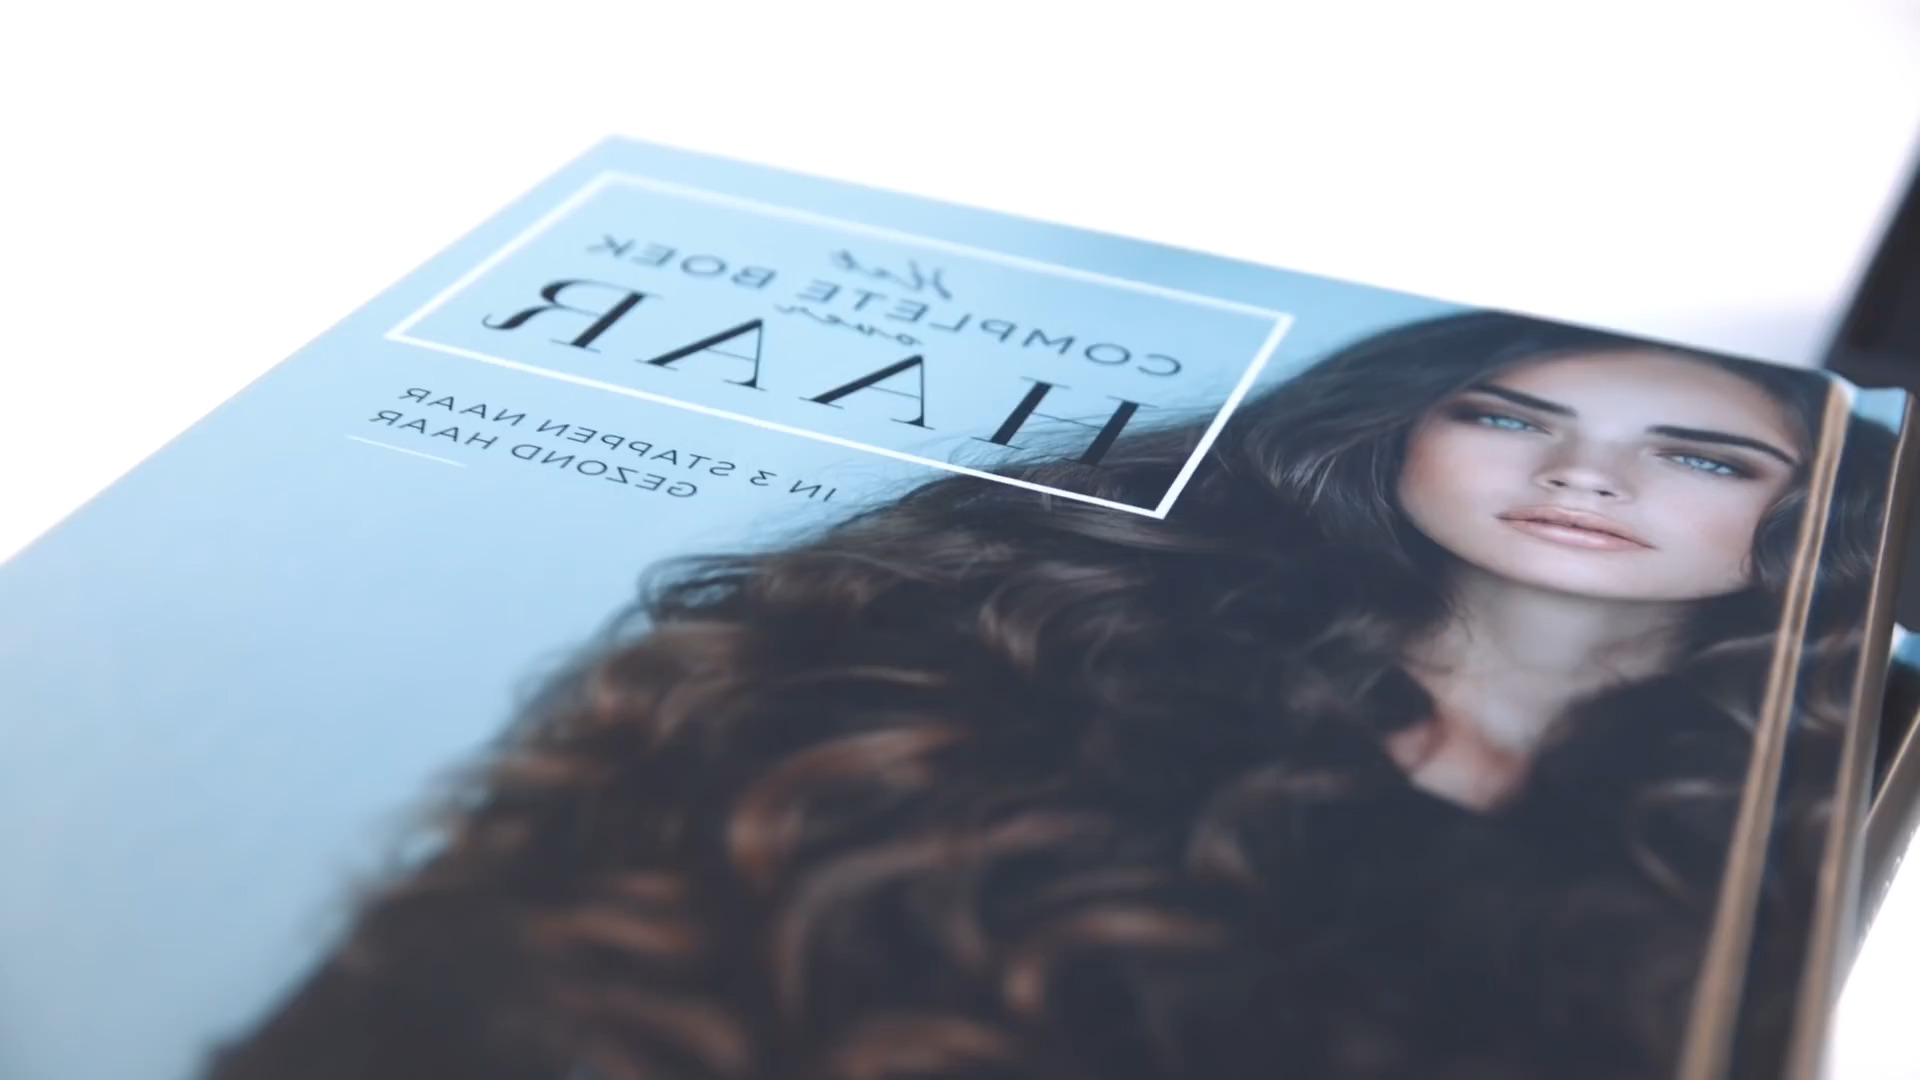 Het
COMPLETE BOEK
over
HAAR
IN 3 STAPPEN NAAR
GEZOND HAAR